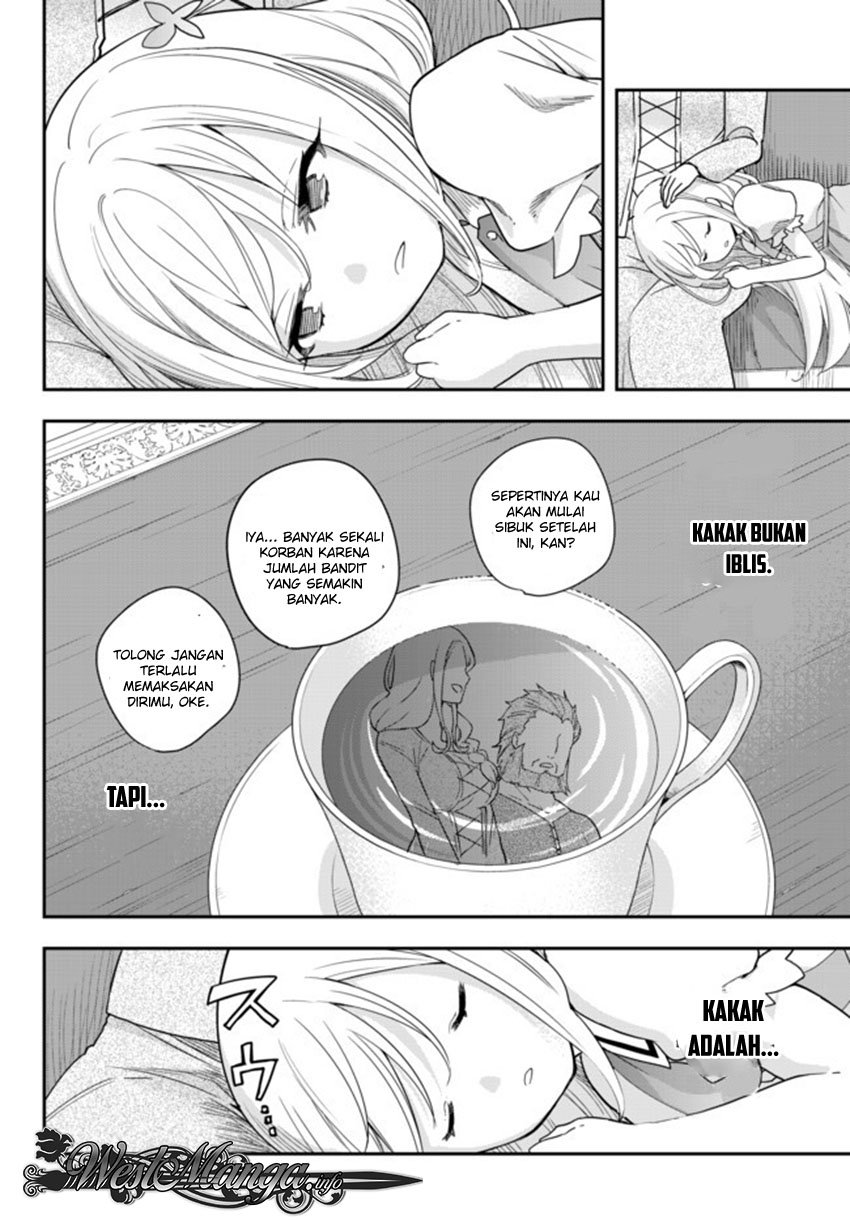 KAKAK BUKAN
IBLIS.
SEPERTINYA KAU
AKAN MULAI
SIBUK SETELAH
INI, KAN?
IYA... BANYAK SEKALI
KORBAN KARENA
JUMLAH BANDIT
YANG SEMAKIN
BANYAK.
TOLONG JANGAN
TERLALU
MEMAKSAKAN
DIRIMU, OKE.
TAPI...
KAKAK
ADALAH...
スゥ...
WestManga.info